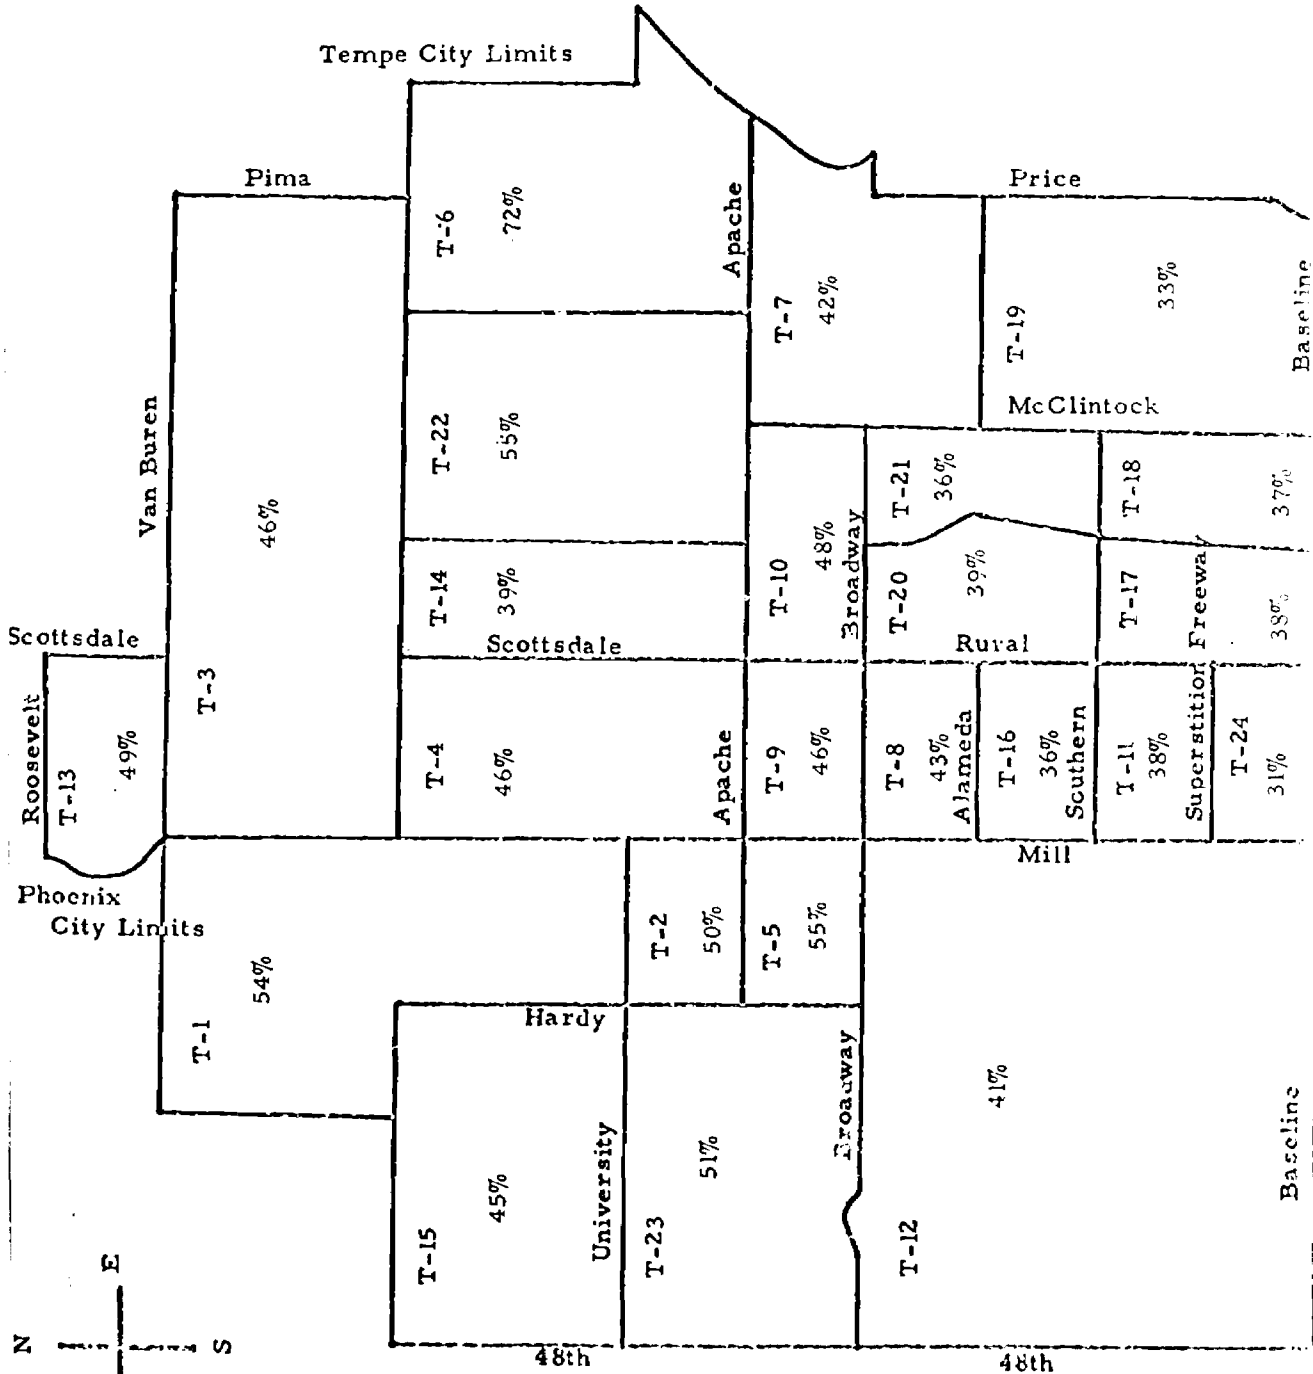 Tempe City Limits
Pima
Price
T-6
72%
Apache
T-7
42%
T-19
33%
Baseline
McClintock
Van Buren
46%
T-3
T-22
55%
T-14
39%
T-10
48%
Broadway
T-21
36%
T-20
39%
T-18
37%
T-17
38%
Superstition Freeway
Scottsdale
Scottsdale
Rural
Roosevelt
T-13
49%
T-4
46%
Apache
T-9
46%
T-8
43%
Alameda
T-16
36%
Southern
T-11
38%
T-24
31%
Mill
Phoenix
City Limits
T-1
54%
T-2
50%
T-5
55%
Hardy
T-15
45%
University
T-23
51%
Broadway
T-12
41%
Baseline
N
E
S
48th
48th